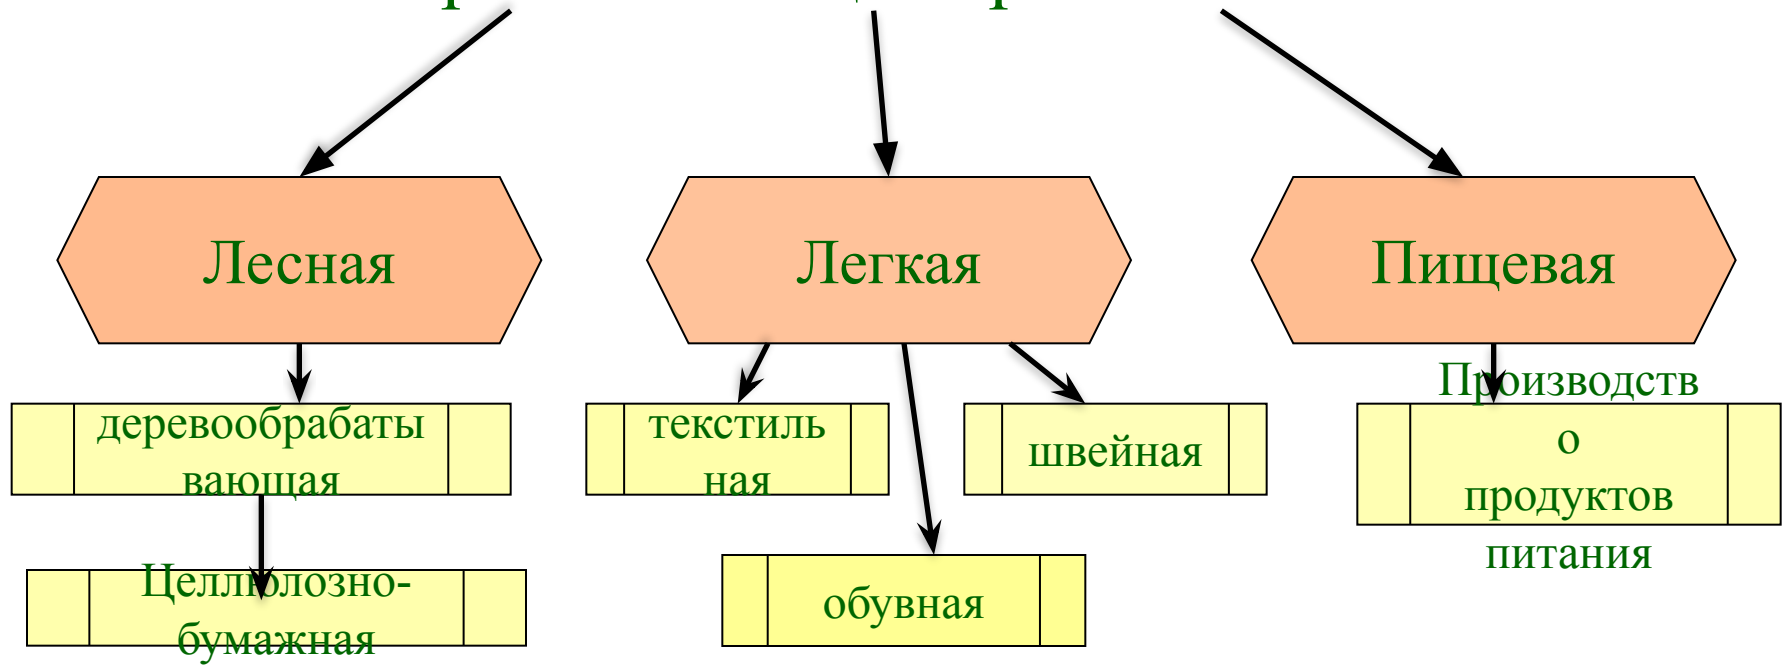 Лесная
Легкая
Пищевая
деревообрабаты
вающая
текстиль
ная
швейная
Производств
о
продуктов
питания
Целлюлозно-
бумажная
обувная